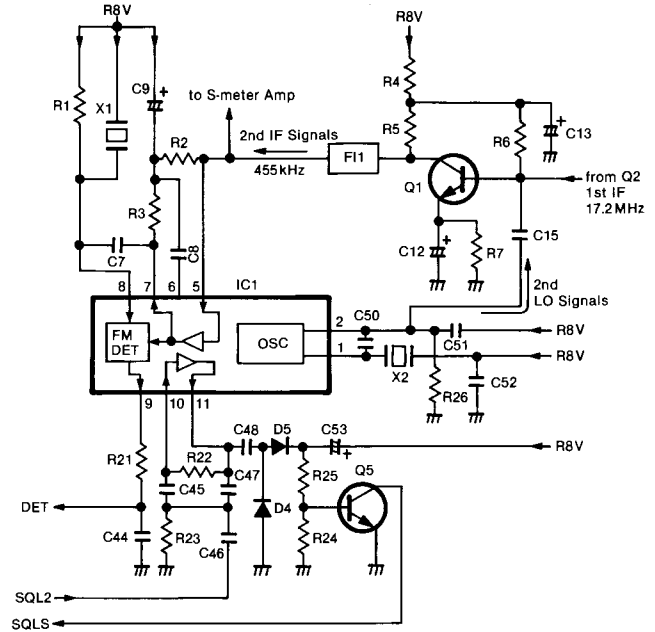 R8V
R8V
C9
+
R1
X1
to S-meter Amp
R4
R2
2nd IF Signals
R5
R6
+
C13
455kHz
FI1
from Q2
1st IF
17.2MHz
Q1
R3
C15
C7
C8
C12
+
R7
2nd
LO Signals
8
7
6
5
IC1
C50
2
C51
R8V
FM
DET
OSC
1
X2
R8V
R26
C52
9
10
11
C48
D5
C53
+
R8V
R21
R22
R25
Q5
C45
C47
DET
D4
C44
R23
C46
R24
SQL2
SQLS